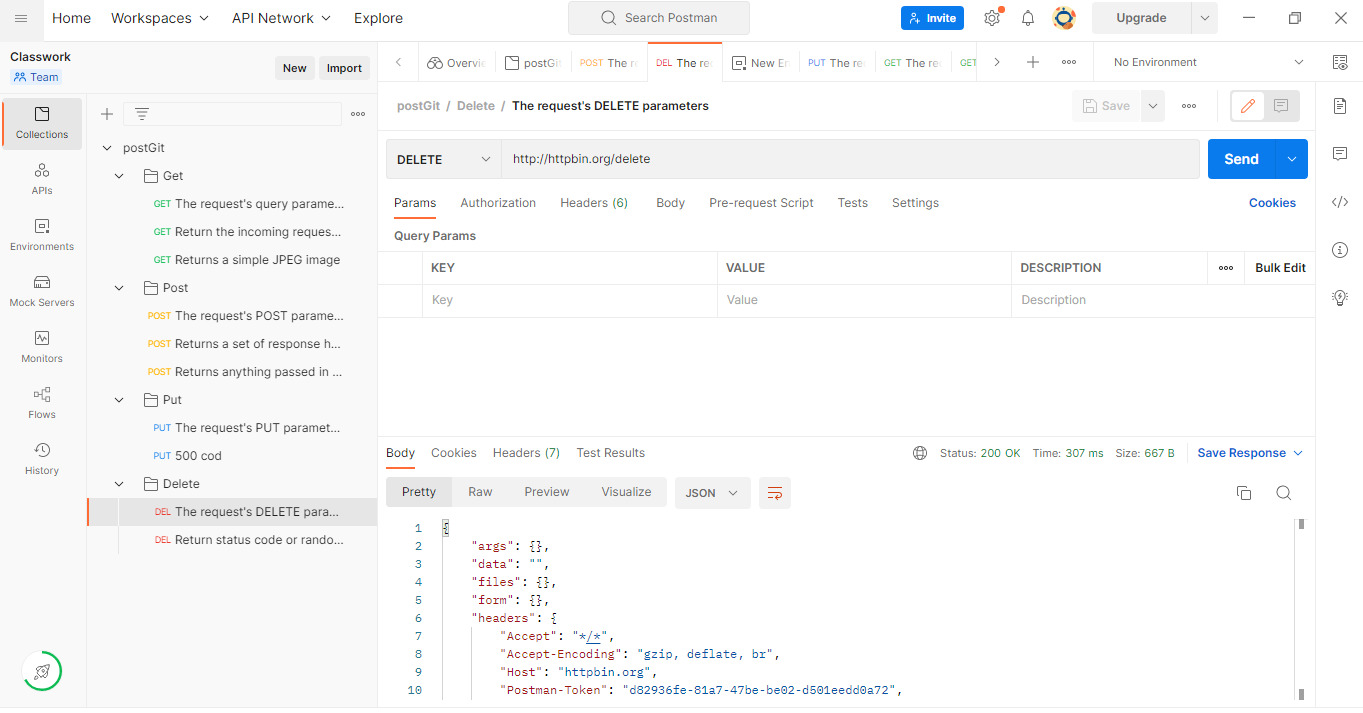 Home Workspaces API Network Explore Search Postman Invite Upgrade
Classwork
Team
New Import
Collections
APIs
Environments
Mock Servers
Monitors
Flows
History
postGit
Get
GET The request's query parame...
GET Return the incoming reques...
GET Returns a simple JPEG image
Post
POST The request's POST parame...
POST Returns a set of response h...
POST Returns anything passed in ...
Put
PUT The request's PUT paramet...
PUT 500 cod
Delete
DEL The request's DELETE para...
DEL Return status code or rando...
Overvi postGi POST The re DEL The re New En PUT The re GET The re GET No Environment
postGit / Delete / The request's DELETE parameters Save
DELETE http://httpbin.org/delete Send
Params Authorization Headers (6) Body Pre-request Script Tests Settings Cookies
Query Params
KEY VALUE DESCRIPTION Bulk Edit
Key Value Description
Body Cookies Headers (7) Test Results Status: 200 OK Time: 307 ms Size: 667 B Save Response
Pretty Raw Preview Visualize JSON
1 {
2 "args": {},
3 "data": "",
4 "files": {},
5 "form": {},
6 "headers": {
7 "Accept": "*/*",
8 "Accept-Encoding": "gzip, deflate, br",
9 "Host": "httpbin.org",
10 "Postman-Token": "d82936fe-81a7-47be-be02-d501eedd0a72",